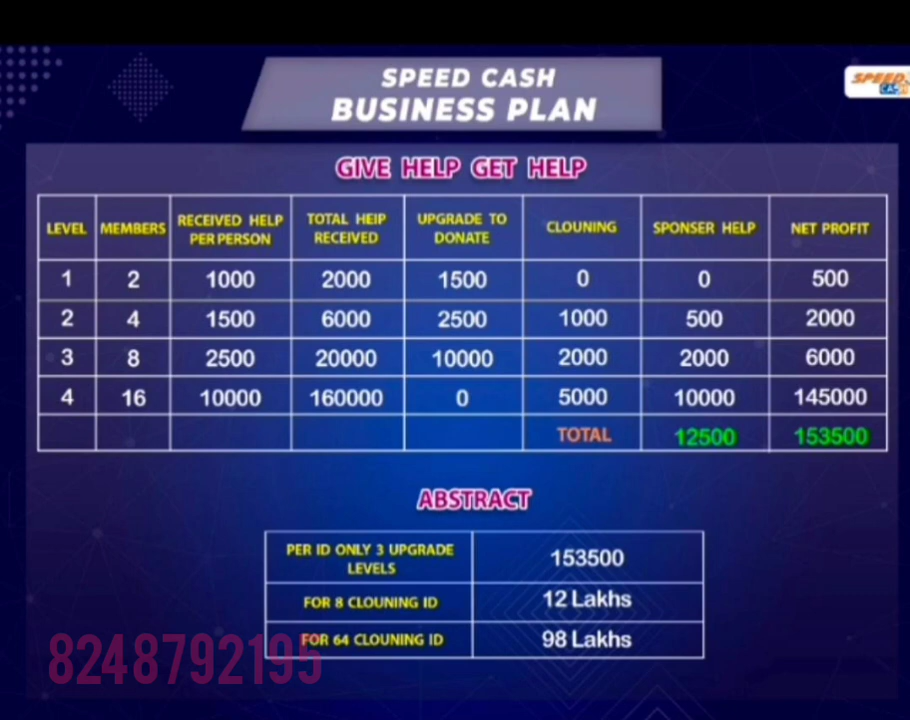 SPEED CASH
BUSINESS PLAN
SPEED
CASH
GIVE HELP GET HELP
LEVEL MEMBERS RECEIVED HELP PER PERSON TOTAL HEIP RECEIVED UPGRADE TO DONATE CLOUNING SPONSER HELP NET PROFIT
1 2 1000 2000 1500 0 0 500
2 4 1500 6000 2500 1000 500 2000
3 8 2500 20000 10000 2000 2000 6000
4 16 10000 160000 0 5000 10000 145000
TOTAL 12500 153500
ABSTRACT
PER ID ONLY 3 UPGRADE LEVELS 153500
FOR 8 CLOUNING ID 12 Lakhs
FOR 64 CLOUNING ID 98 Lakhs
8248792195